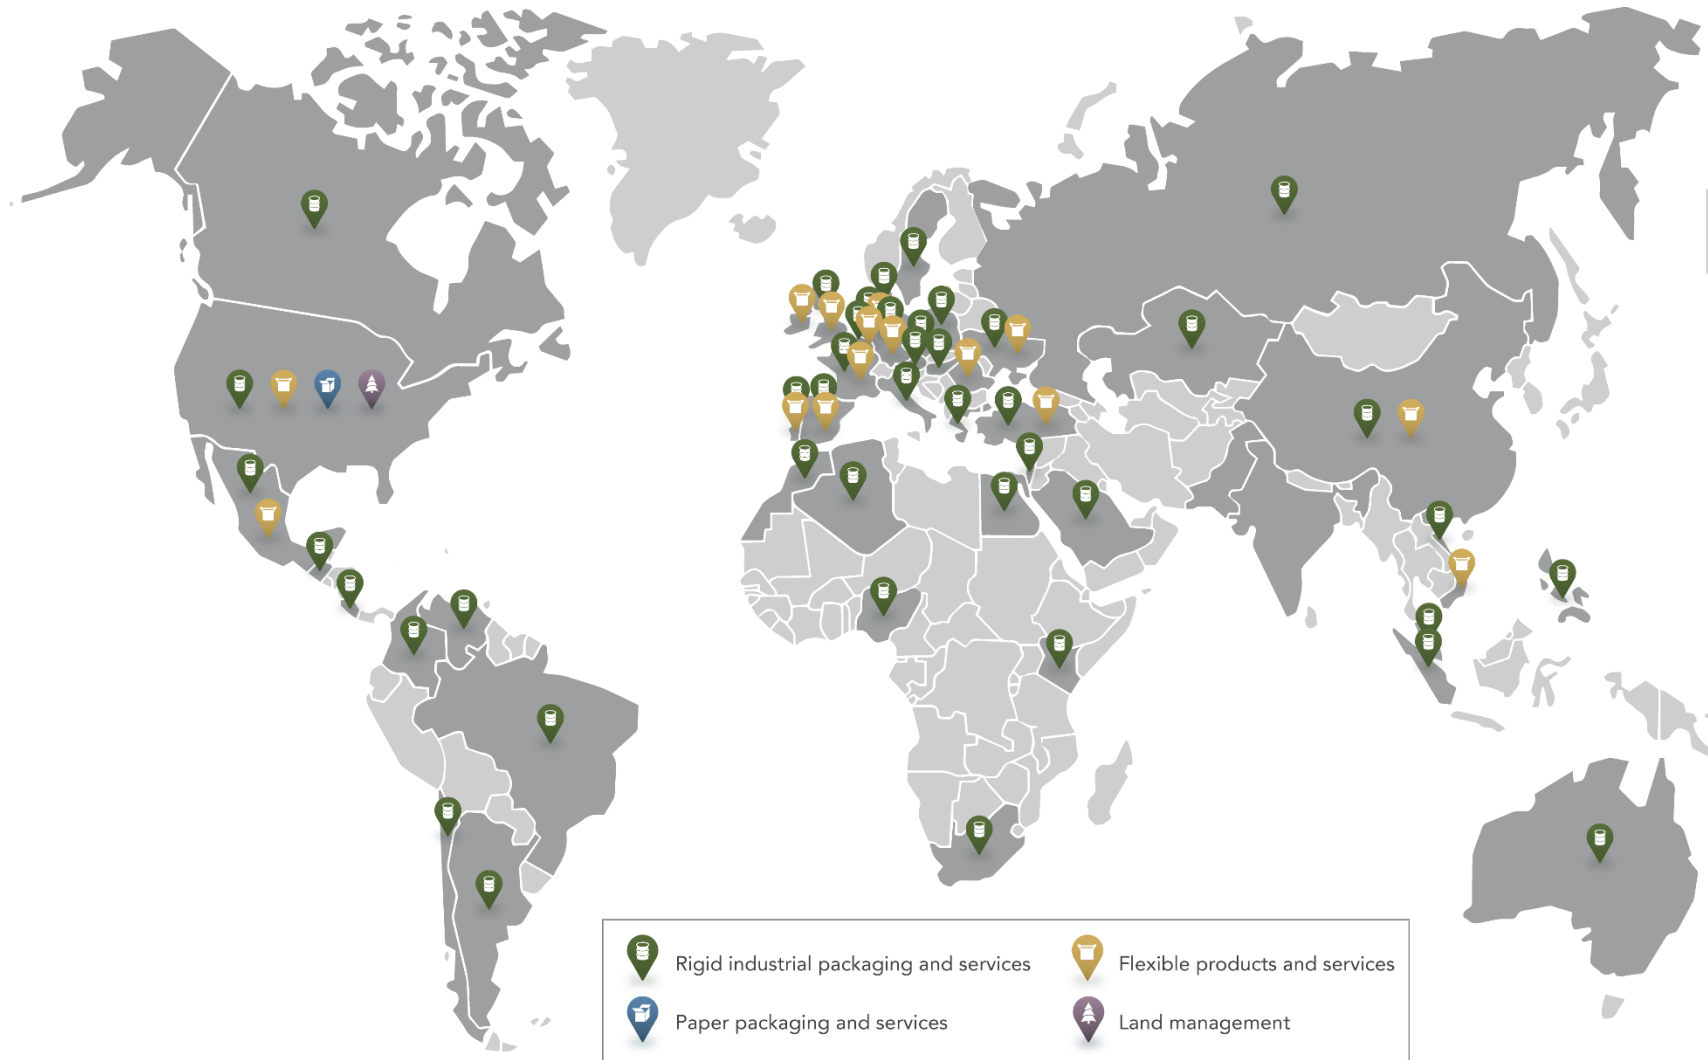 Rigid industrial packaging and services
Flexible products and services
Paper packaging and services
Land management